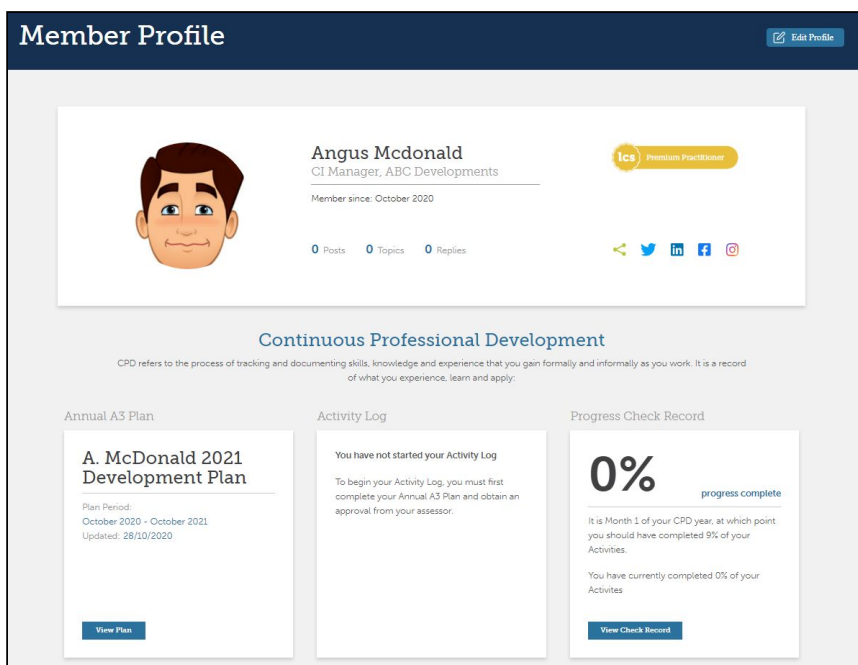 Member Profile
Edit Profile
Angus Mcdonald
CI Manager, ABC Developments
Member since: October 2020
0 Posts 0 Topics 0 Replies
lcs Premium Practitioner
Continuous Professional Development
CPD refers to the process of tracking and documenting skills, knowledge and experience that you gain formally and informally as you work. It is a record
of what you experience, learn and apply:
Annual A3 Plan
A. McDonald 2021
Development Plan
Plan Period:
October 2020 - October 2021
Updated: 28/10/2020
View Plan
Activity Log
You have not started your Activity Log
To begin your Activity Log, you must first
complete your Annual A3 Plan and obtain an
approval from your assessor.
Progress Check Record
0% progress complete
It is Month 1 of your CPD year, at which point
you should have completed 9% of your
Activities.
You have currently completed 0% of your
Activites
View Check Record